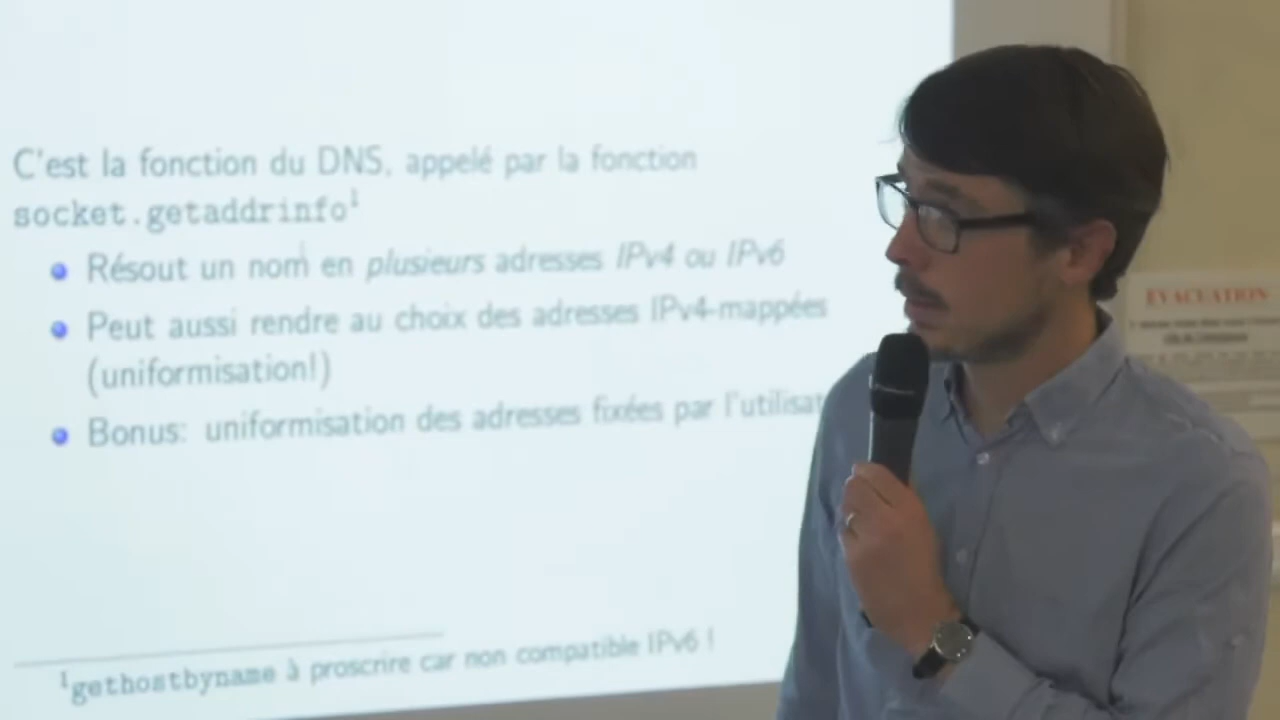 C'est la fonction du DNS, appelé par la fonction
socket.getaddrinfo¹
Résout un nom en plusieurs adresses IPv4 ou IPv6
Peut aussi rendre au choix des adresses IPv4-mappées
(uniformisation!)
Bonus: uniformisation des adresses fixées par l'utilisat
¹gethostbyname à proscrire car non compatible IPv6 !
EVACUATION